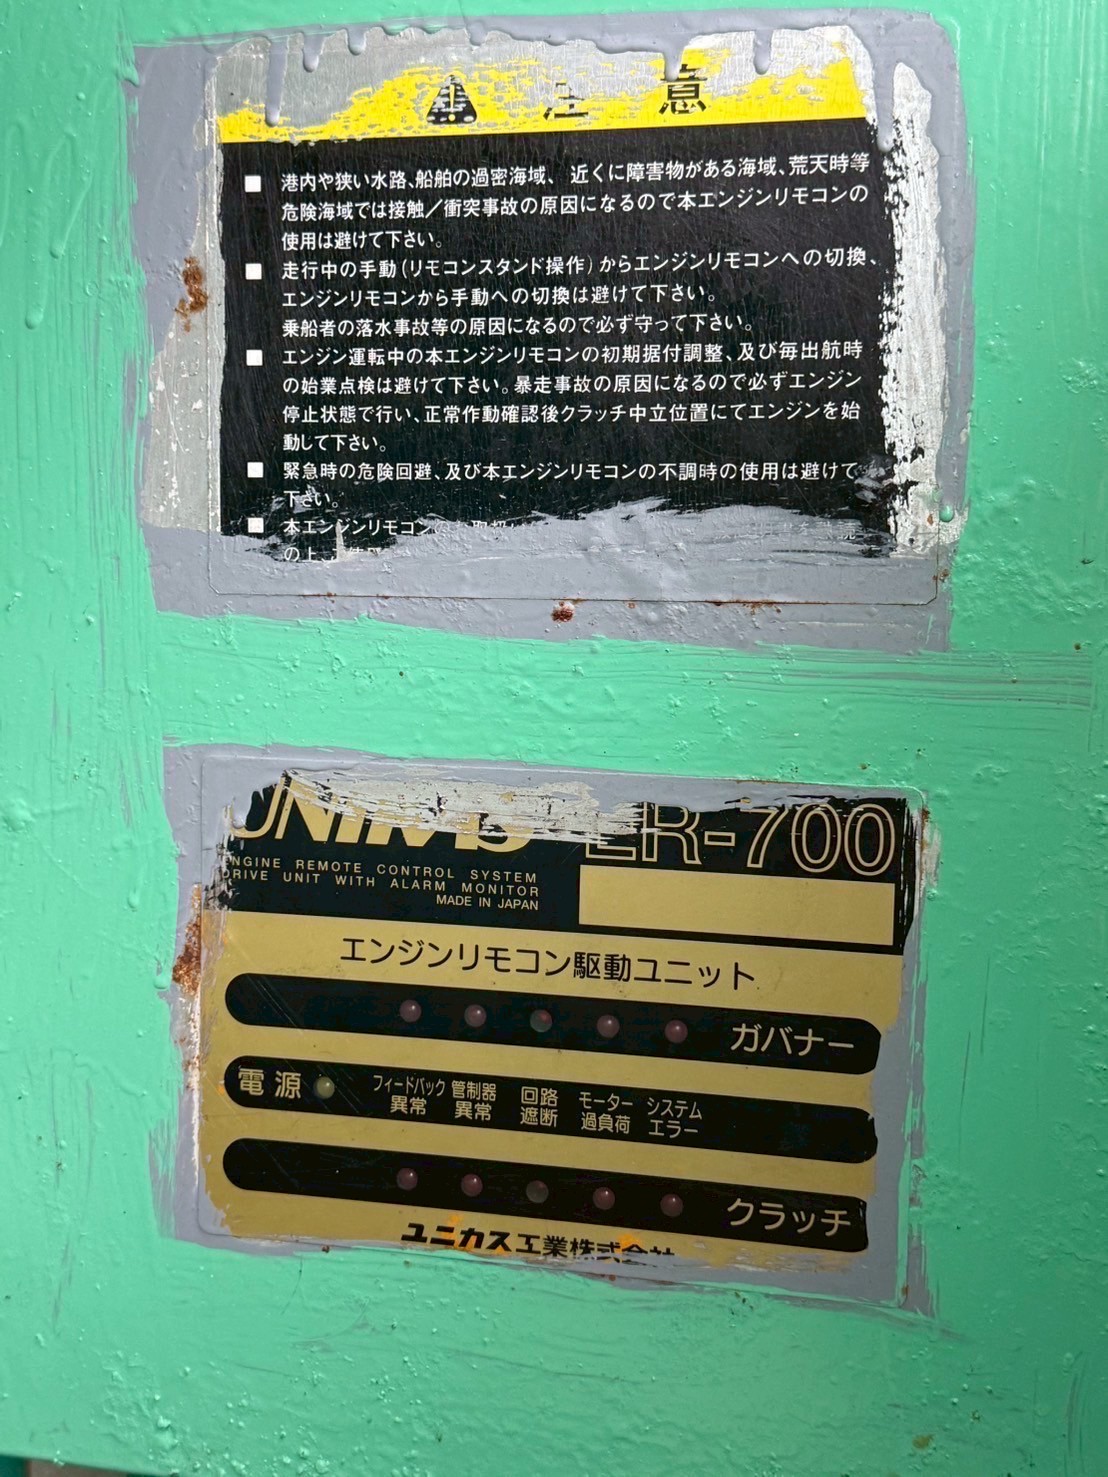 注意
■ 港内や狭い水路、船舶の過密海域、近くに障害物がある海域、荒天時等
危険海域では接触／衝突事故の原因になるので本エンジンリモコンの
使用は避けて下さい。
■ 走行中の手動(リモコンスタンド操作)からエンジンリモコンへの切換、
エンジンリモコンから手動への切換は避けて下さい。
乗船者の落水事故等の原因になるので必ず守って下さい。
■ エンジン運転中の本エンジンリモコンの初期据付調整、及び毎出航時
の始業点検は避けて下さい。暴走事故の原因になるので必ずエンジン
停止状態で行い、正常作動確認後クラッチ中立位置にてエンジンを始
動して下さい。
■ 緊急時の危険回避、及び本エンジンリモコンの不調時の使用は避けて
下さい。
■ 本エンジンリモコンの
の上
ER-700
ENGINE REMOTE CONTROL SYSTEM
DRIVE UNIT WITH ALARM MONITOR
MADE IN JAPAN
エンジンリモコン駆動ユニット
ガバナー
電源 フィードバック異常 管制器異常 回路遮断 モーター過負荷 システムエラー
クラッチ
ユニカス工業株式会社